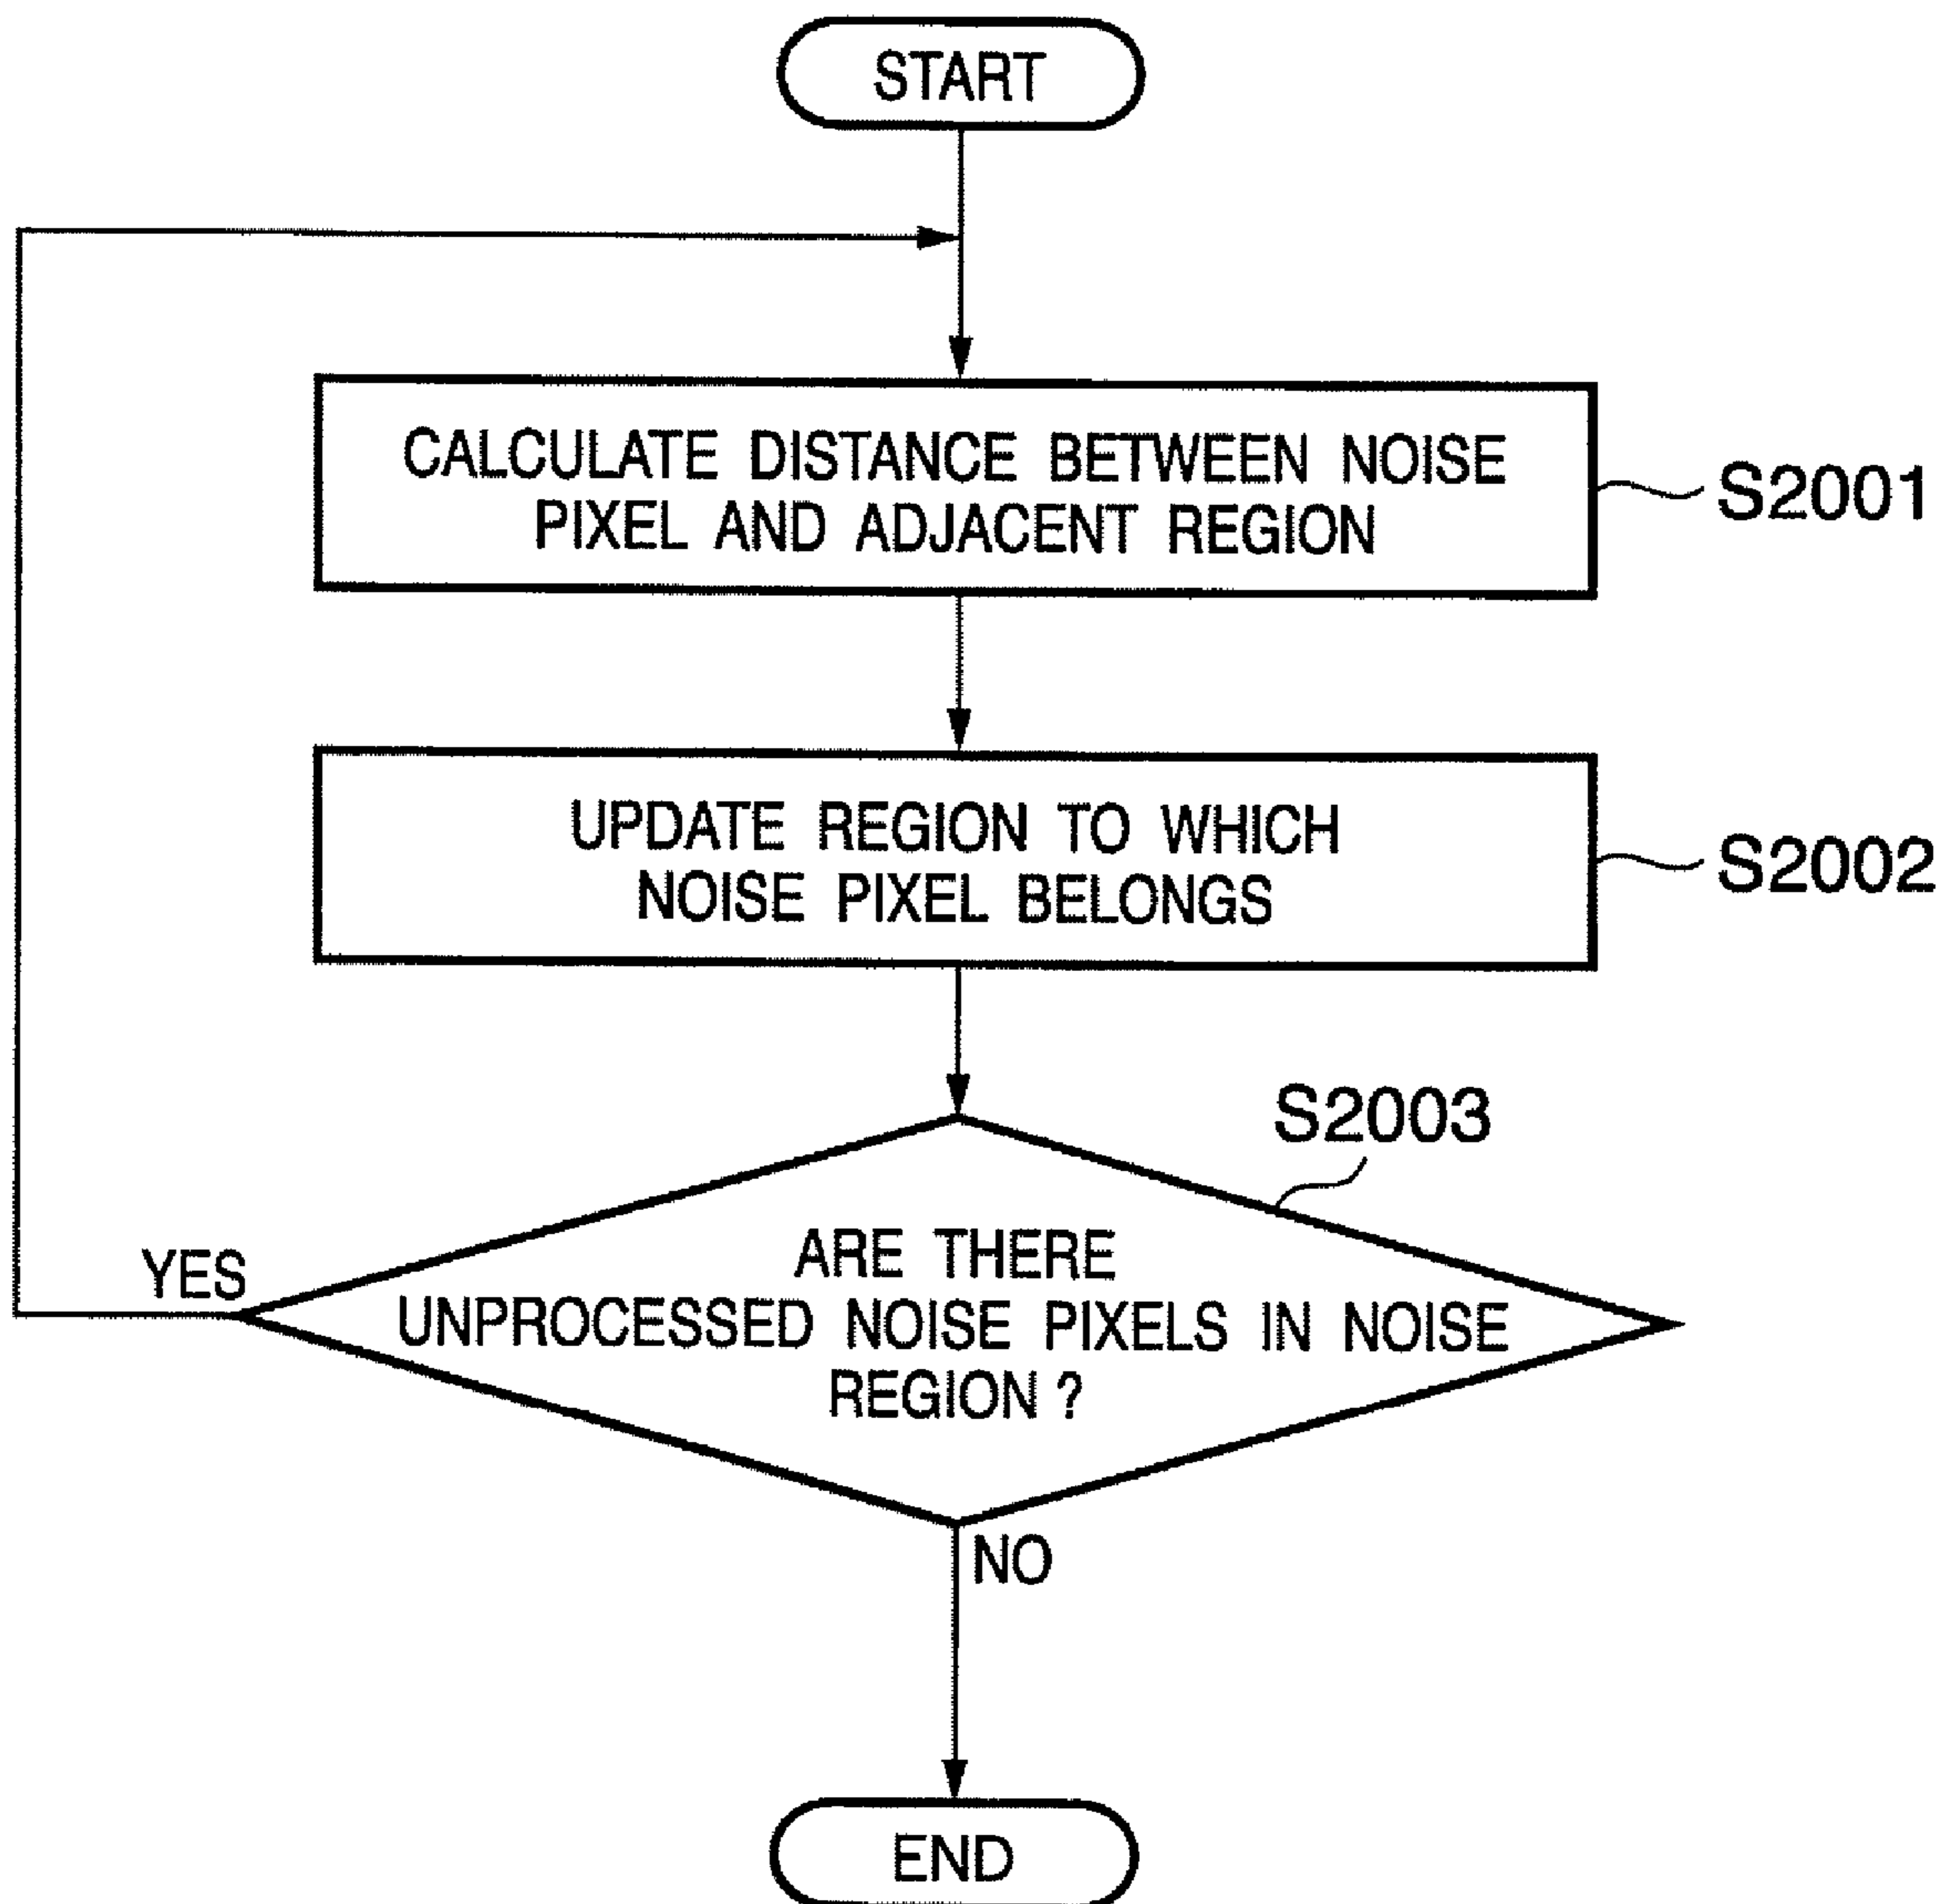 START
CALCULATE DISTANCE BETWEEN NOISE
PIXEL AND ADJACENT REGION
S2001
UPDATE REGION TO WHICH
NOISE PIXEL BELONGS
S2002
S2003
ARE THERE
UNPROCESSED NOISE PIXELS IN NOISE
REGION ?
YES
NO
END